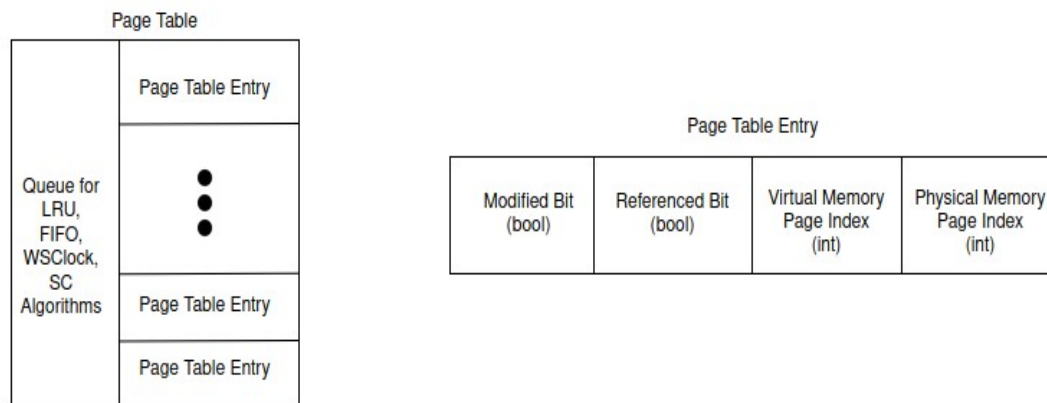 Page Table
Page Table Entry
Queue for
LRU,
FIFO,
WSClock,
SC
Algorithms
Page Table Entry
Page Table Entry
Page Table Entry
Modified Bit
(bool)
Referenced Bit
(bool)
Virtual Memory
Page Index
(int)
Physical Memory
Page Index
(int)